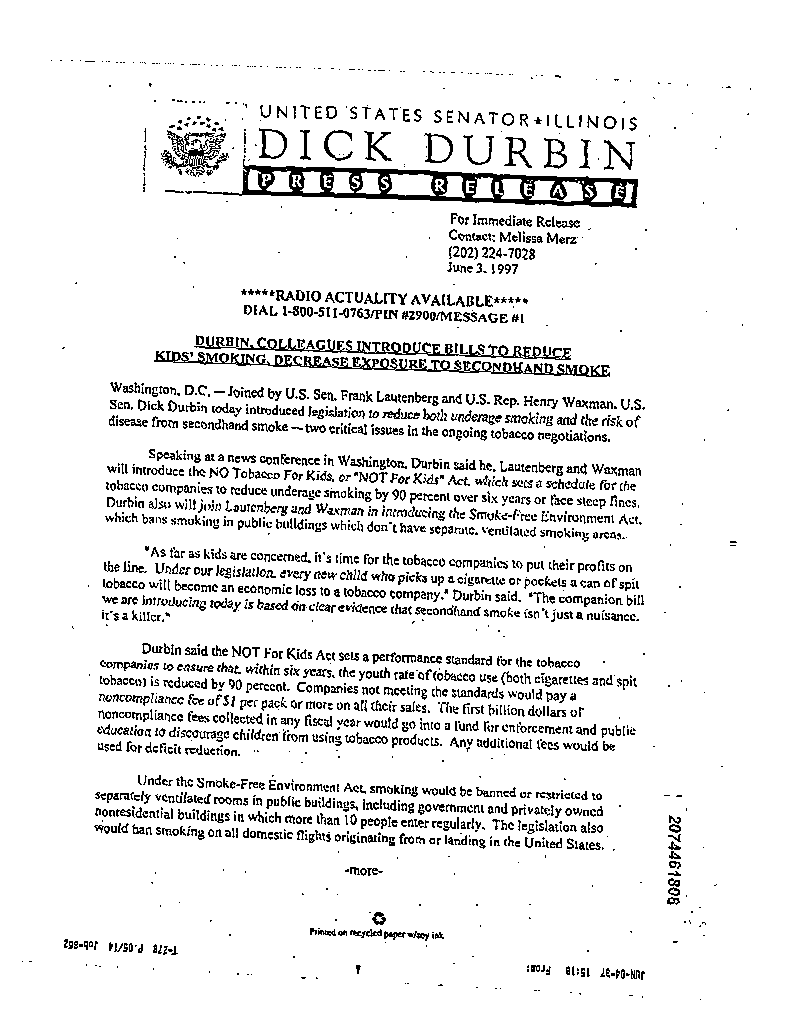 UNITED STATES SENATOR★ILLINOIS
DICK DURBIN
PRESS RELEASE
For Immediate Release
Contact: Melissa Merz
(202) 224-7028
June 3, 1997
*****RADIO ACTUALITY AVAILABLE*****
DIAL 1-800-511-0763/PIN #2900/MESSAGE #1
DURBIN, COLLEAGUES INTRODUCE BILLS TO REDUCE
KIDS' SMOKING, DECREASE EXPOSURE TO SECONDHAND SMOKE
Washington, D.C. — Joined by U.S. Sen. Frank Lautenberg and U.S. Rep. Henry Waxman, U.S.
Sen. Dick Durbin today introduced legislation to reduce both underage smoking and the risk of
disease from secondhand smoke — two critical issues in the ongoing tobacco negotiations.
Speaking at a news conference in Washington, Durbin said he, Lautenberg and Waxman
will introduce the NO Tobacco For Kids, or "NOT For Kids" Act, which sets a schedule for the
tobacco companies to reduce underage smoking by 90 percent over six years or face steep fines.
Durbin also will join Lautenberg and Waxman in introducing the Smoke-Free Environment Act,
which bans smoking in public buildings which don't have separate, ventilated smoking areas.
"As far as kids are concerned, it's time for the tobacco companies to put their profits on
the line. Under our legislation, every new child who picks up a cigarette or pockets a can of spit
tobacco will become an economic loss to a tobacco company," Durbin said. "The companion bill
we are introducing today is based on clear evidence that secondhand smoke isn't just a nuisance,
it's a killer."
Durbin said the NOT For Kids Act sets a performance standard for the tobacco
companies to ensure that, within six years, the youth rate of tobacco use (both cigarettes and spit
tobacco) is reduced by 90 percent. Companies not meeting the standards would pay a
noncompliance fee of $1 per pack or more on all their sales. The first billion dollars of
noncompliance fees collected in any fiscal year would go into a fund for enforcement and public
education to discourage children from using tobacco products. Any additional fees would be
used for deficit reduction.
Under the Smoke-Free Environment Act, smoking would be banned or restricted to
separately ventilated rooms in public buildings, including government and privately owned
nonresidential buildings in which more than 10 people enter regularly. The legislation also
would ban smoking on all domestic flights originating from or landing in the United States.
-more-
Printed on recycled paper w/soy ink
2074461808
T-278 P.05/14 Job-852
JUN-04-97 15:18 From: